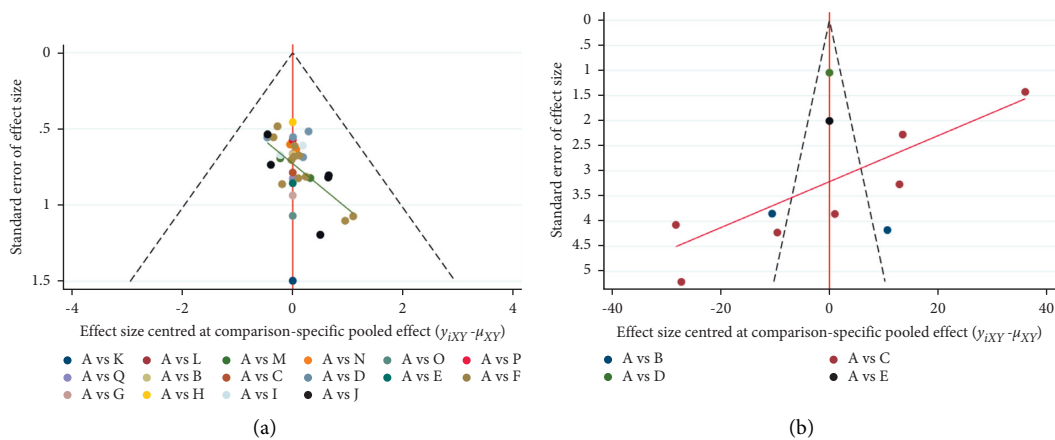 0
.5
1
1.5
Standard error of effect size
-4
-2
0
2
4
Effect size centred at comparison-specific pooled effect (y_iXY -μ_XY)
A vs K
A vs L
A vs M
A vs N
A vs O
A vs P
A vs Q
A vs B
A vs C
A vs D
A vs E
A vs F
A vs G
A vs H
A vs I
A vs J
(a)
0
.5
1
1.5
2
2.5
3
3.5
4
4.5
5
Standard error of effect size
-40
-20
0
20
40
Effect size centred at comparison-specific pooled effect (y_iXY -μ_XY)
A vs B
A vs C
A vs D
A vs E
(b)